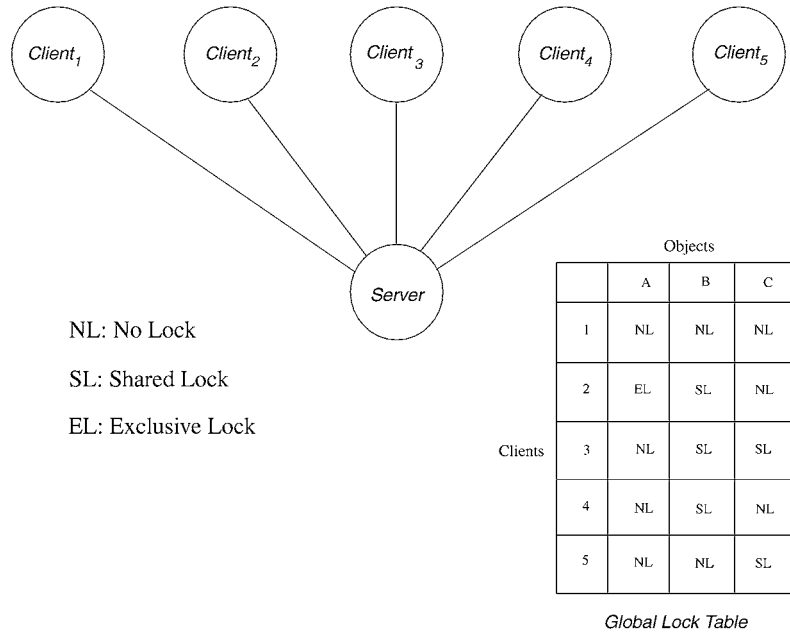 Client1 Client2 Client3 Client4 Client5
Server
NL: No Lock
SL: Shared Lock
EL: Exclusive Lock
Objects
A B C
1 NL NL NL
2 EL SL NL
Clients 3 NL SL SL
4 NL SL NL
5 NL NL SL
Global Lock Table